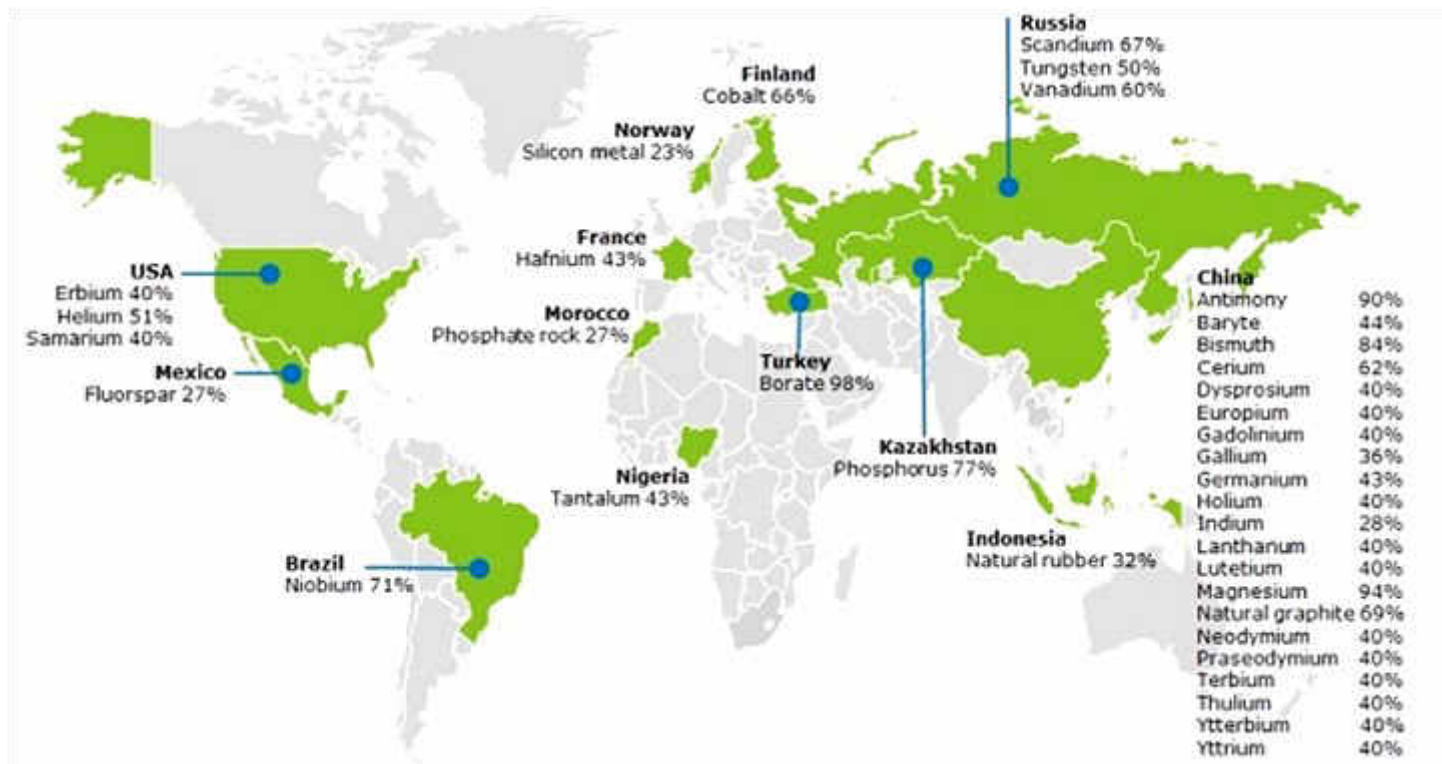 Russia
Scandium 67%
Tungsten 50%
Vanadium 60%
Finland
Cobalt 66%
Norway
Silicon metal 23%
France
Hafnium 43%
USA
Erbium 40%
Helium 51%
Samarium 40%
Morocco
Phosphate rock 27%
Mexico
Fluorspar 27%
Turkey
Borate 98%
Kazakhstan
Phosphorus 77%
Nigeria
Tantalum 43%
Brazil
Niobium 71%
Indonesia
Natural rubber 32%
China
Antimony 90%
Baryte 44%
Bismuth 84%
Cerium 62%
Dysprosium 40%
Europium 40%
Gadolinium 40%
Gallium 36%
Germanium 43%
Holium 40%
Indium 28%
Lanthanum 40%
Lutetium 40%
Magnesium 94%
Natural graphite 69%
Neodymium 40%
Praseodymium 40%
Terbium 40%
Thulium 40%
Ytterbium 40%
Yttrium 40%